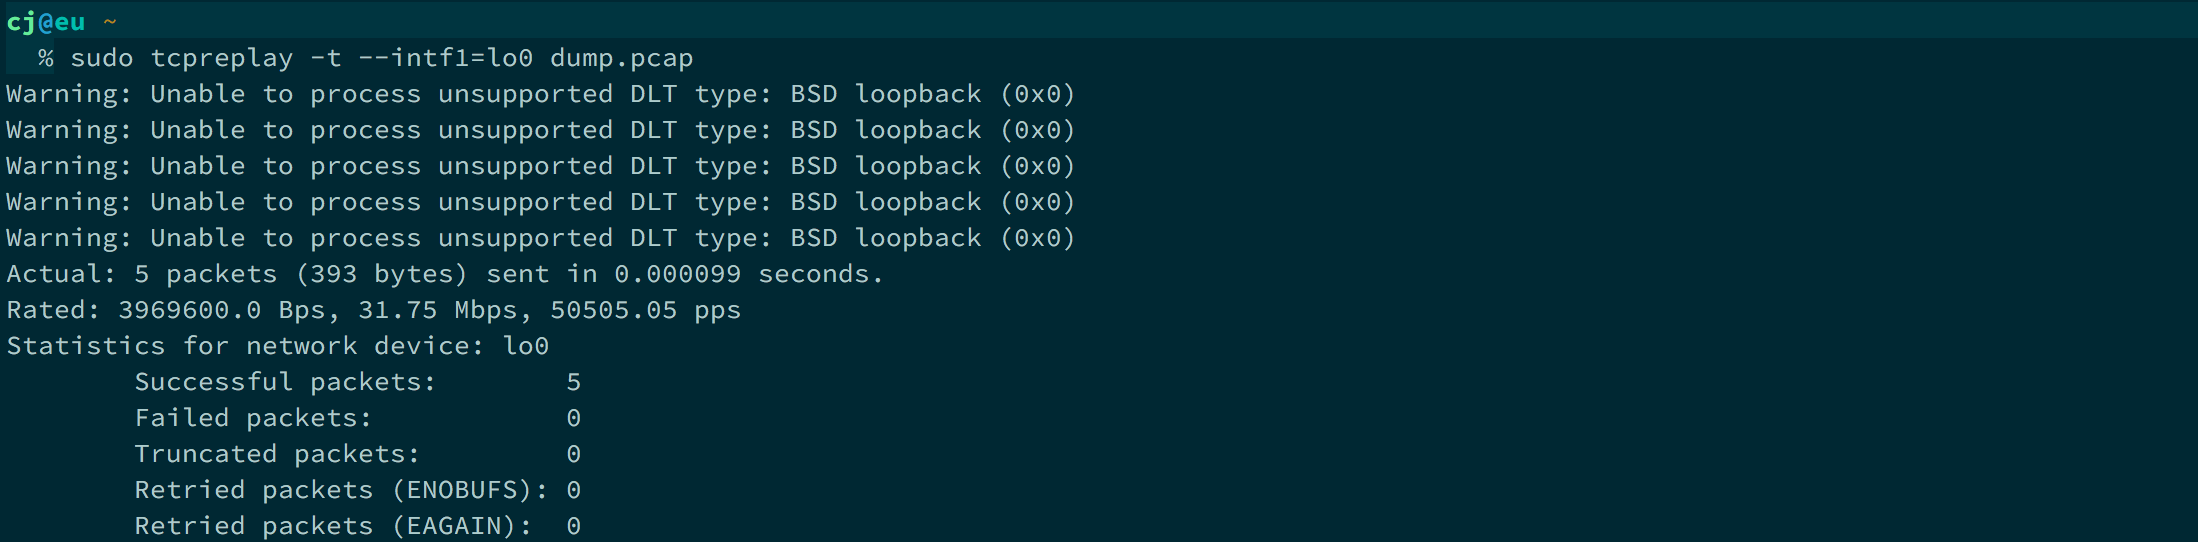 cj@eu ~
% sudo tcpreplay -t --intf1=lo0 dump.pcap
Warning: Unable to process unsupported DLT type: BSD loopback (0x0)
Warning: Unable to process unsupported DLT type: BSD loopback (0x0)
Warning: Unable to process unsupported DLT type: BSD loopback (0x0)
Warning: Unable to process unsupported DLT type: BSD loopback (0x0)
Warning: Unable to process unsupported DLT type: BSD loopback (0x0)
Actual: 5 packets (393 bytes) sent in 0.000099 seconds.
Rated: 3969600.0 Bps, 31.75 Mbps, 50505.05 pps
Statistics for network device: lo0
Successful packets: 5
Failed packets: 0
Truncated packets: 0
Retried packets (ENOBUFS): 0
Retried packets (EAGAIN): 0